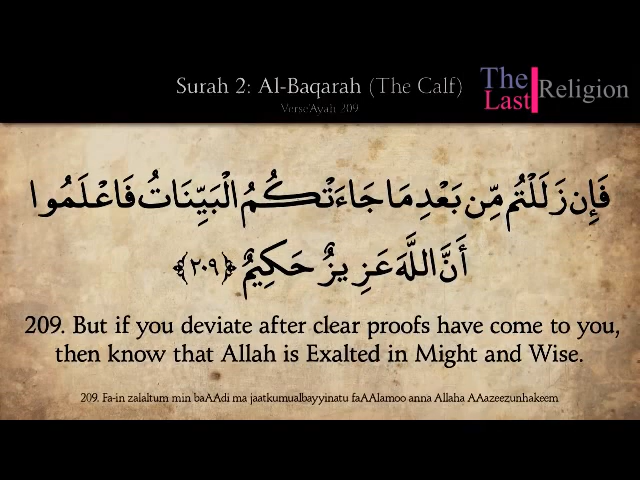 Surah 2: Al-Baqarah (The Calf)
The
Last
Religion
Verse/Ayah 209
فَإِن زَلَلْتُم مِّن بَعْدِ مَا جَاءَتْكُمُ الْبَيِّنَاتُ فَاعْلَمُوا
أَنَّ اللَّهَ عَزِيزٌ حَكِيمٌ ﴿٢٠٩﴾
209. But if you deviate after clear proofs have come to you,
then know that Allah is Exalted in Might and Wise.
209. Fa-in zalaltum min baAAdi ma jaatkumualbayyinatu faAAlamoo anna Allaha AAazeezunhakeem